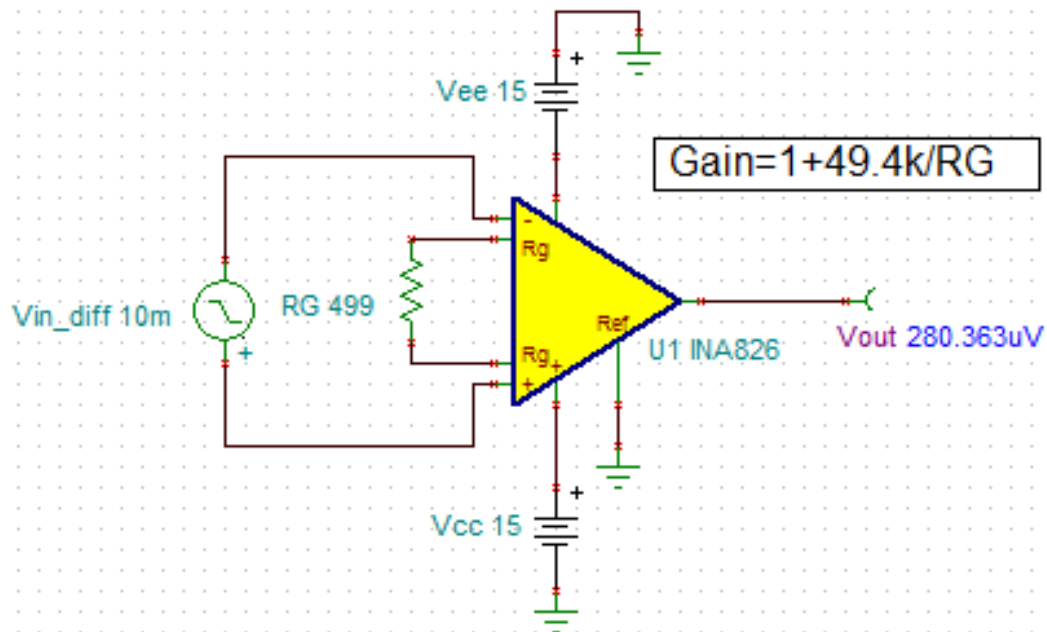 +
Vee 15
Gain=1+49.4k/RG
-
Rg
Vin_diff 10m
RG 499
Ref
U1 INA826
Vout 280.363uV
+
Rg
+
+
+
Vcc 15